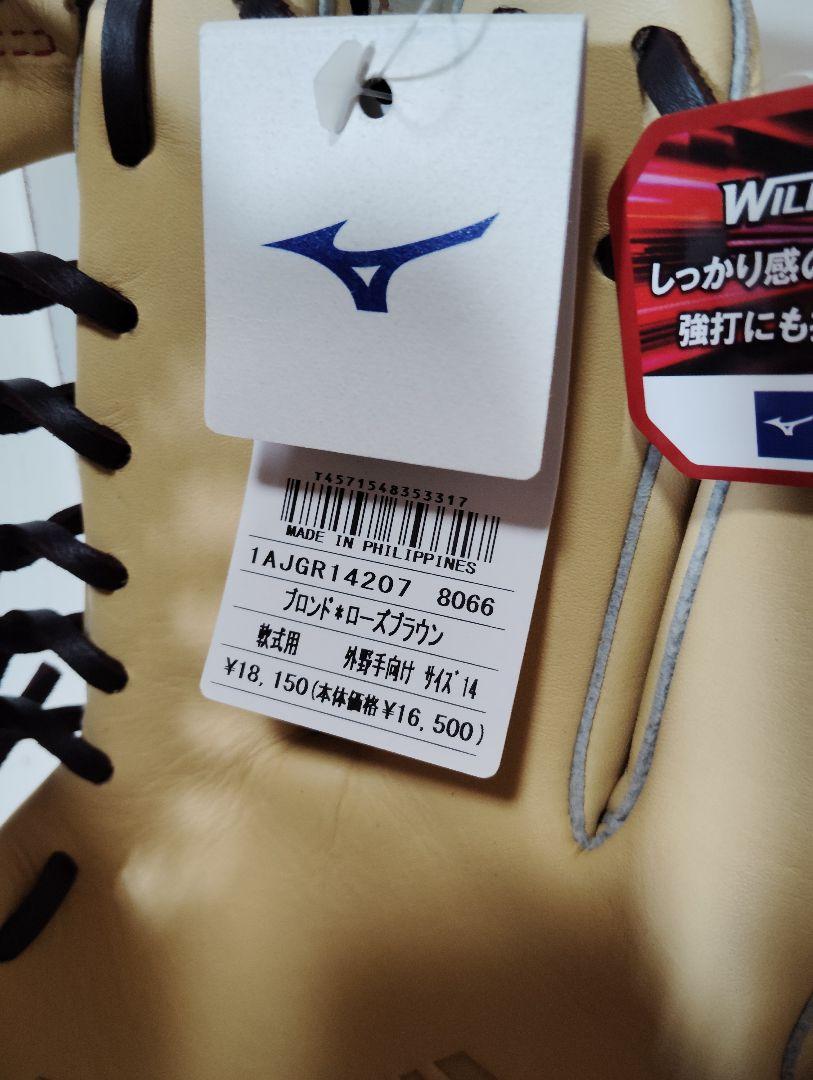 T4571548353317
MADE IN PHILIPPINES
1AJGR14207 8066
ブロンド*ローズブラウン
軟式用 外野手向け サイズ14
¥18,150(本体価格¥16,500)
WILL
しっかり感の
強打にも